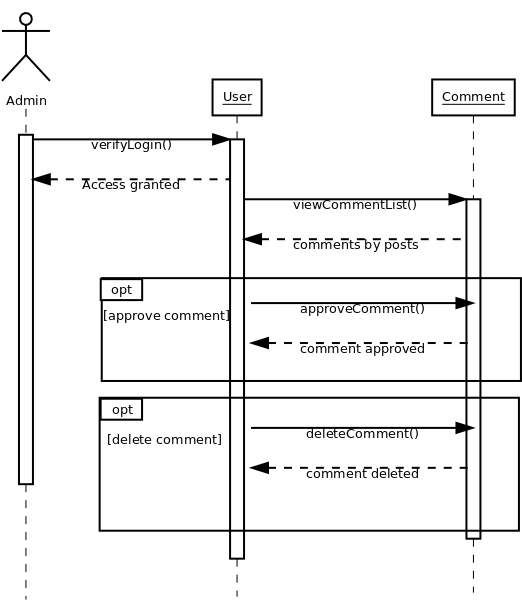 Admin
User
Comment
verifyLogin()
Access granted
viewCommentList()
comments by posts
opt
[approve comment]
approveComment()
comment approved
opt
[delete comment]
deleteComment()
comment deleted